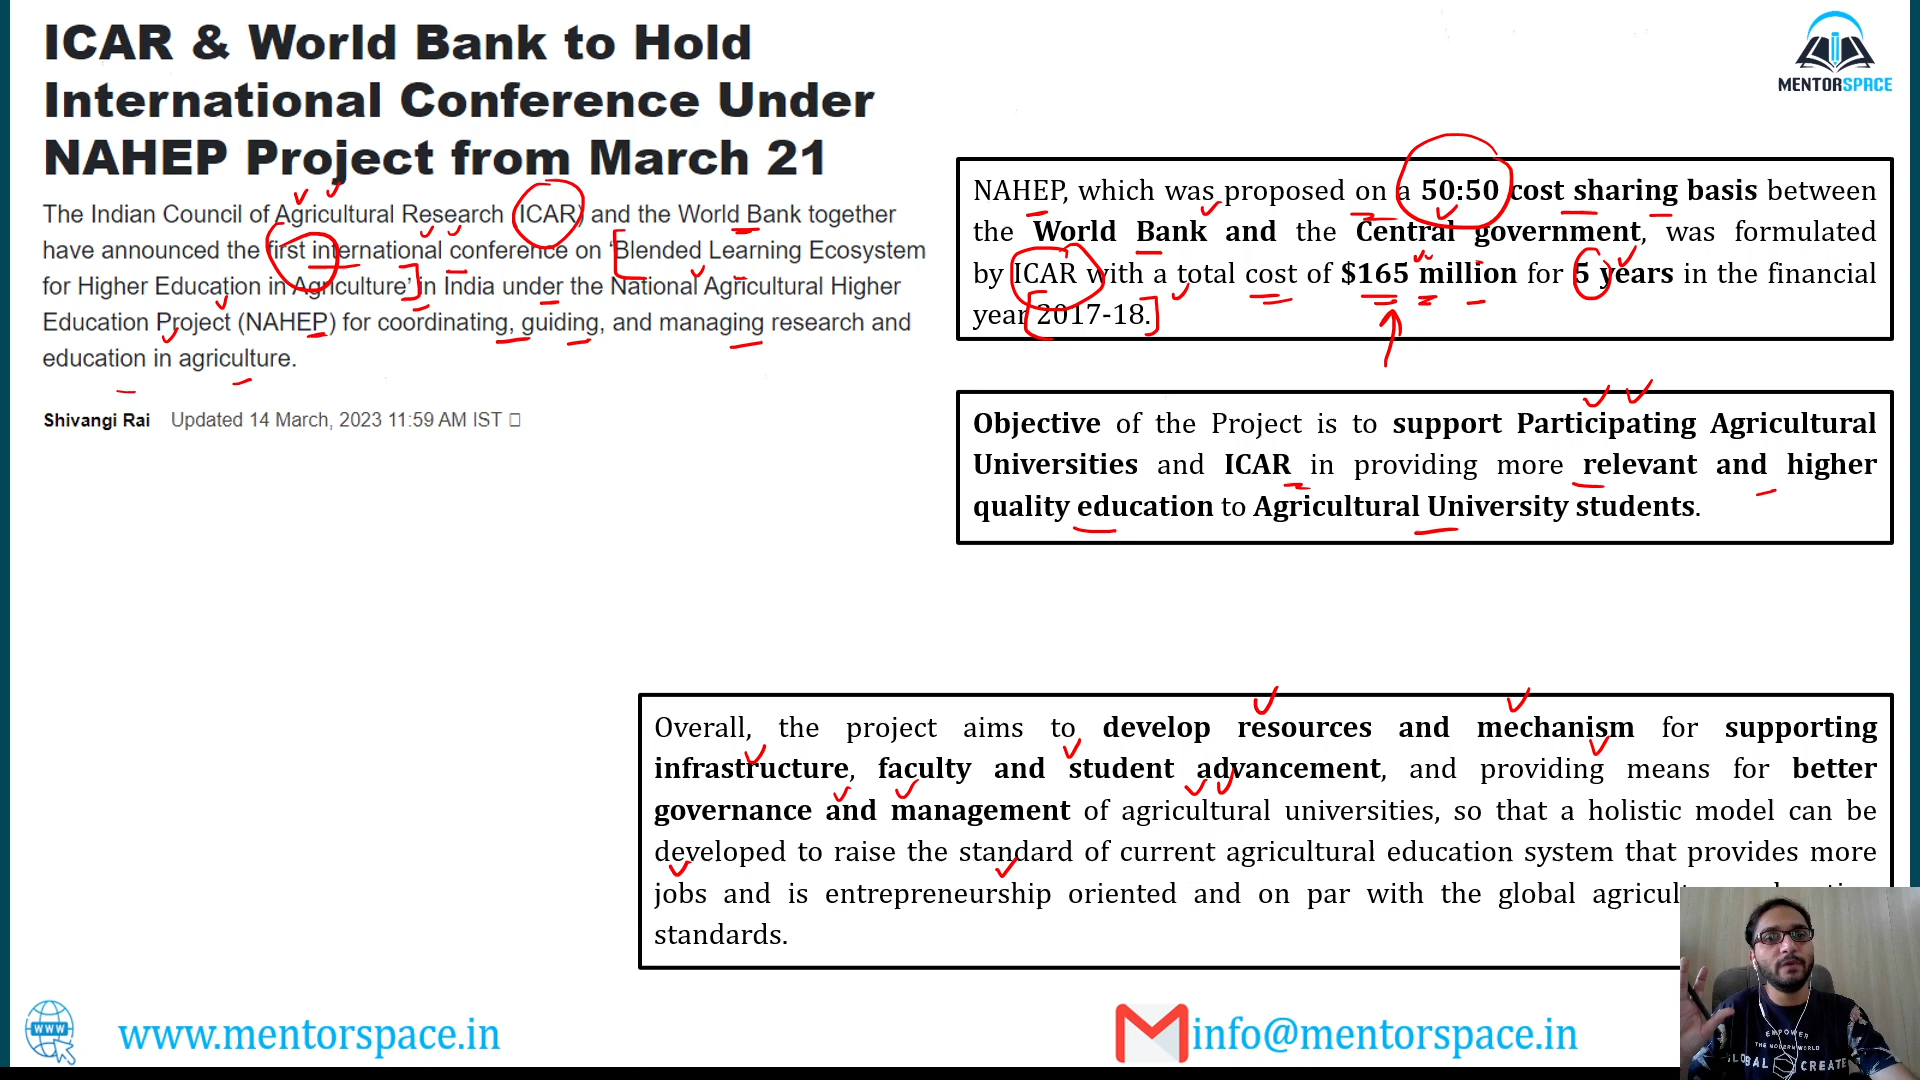 ICAR & World Bank to Hold
International Conference Under
NAHEP Project from March 21
The Indian Council of Agricultural Research (ICAR) and the World Bank together
have announced the first international conference on ‘Blended Learning Ecosystem
for Higher Education in Agriculture’ in India under the National Agricultural Higher
Education Project (NAHEP) for coordinating, guiding, and managing research and
education in agriculture.
Shivangi Rai Updated 14 March, 2023 11:59 AM IST
MENTORSPACE
NAHEP, which was proposed on a 50:50 cost sharing basis between
the World Bank and the Central government, was formulated
by ICAR with a total cost of $165 million for 5 years in the financial
year 2017-18.
Objective of the Project is to support Participating Agricultural
Universities and ICAR in providing more relevant and higher
quality education to Agricultural University students.
Overall, the project aims to develop resources and mechanism for supporting
infrastructure, faculty and student advancement, and providing means for better
governance and management of agricultural universities, so that a holistic model can be
developed to raise the standard of current agricultural education system that provides more
jobs and is entrepreneurship oriented and on par with the global
standards.
WWW
www.mentorspace.in
info@mentorspace.in
EMPOWER
THE MODERN WORLD
GLOBAL CREATE